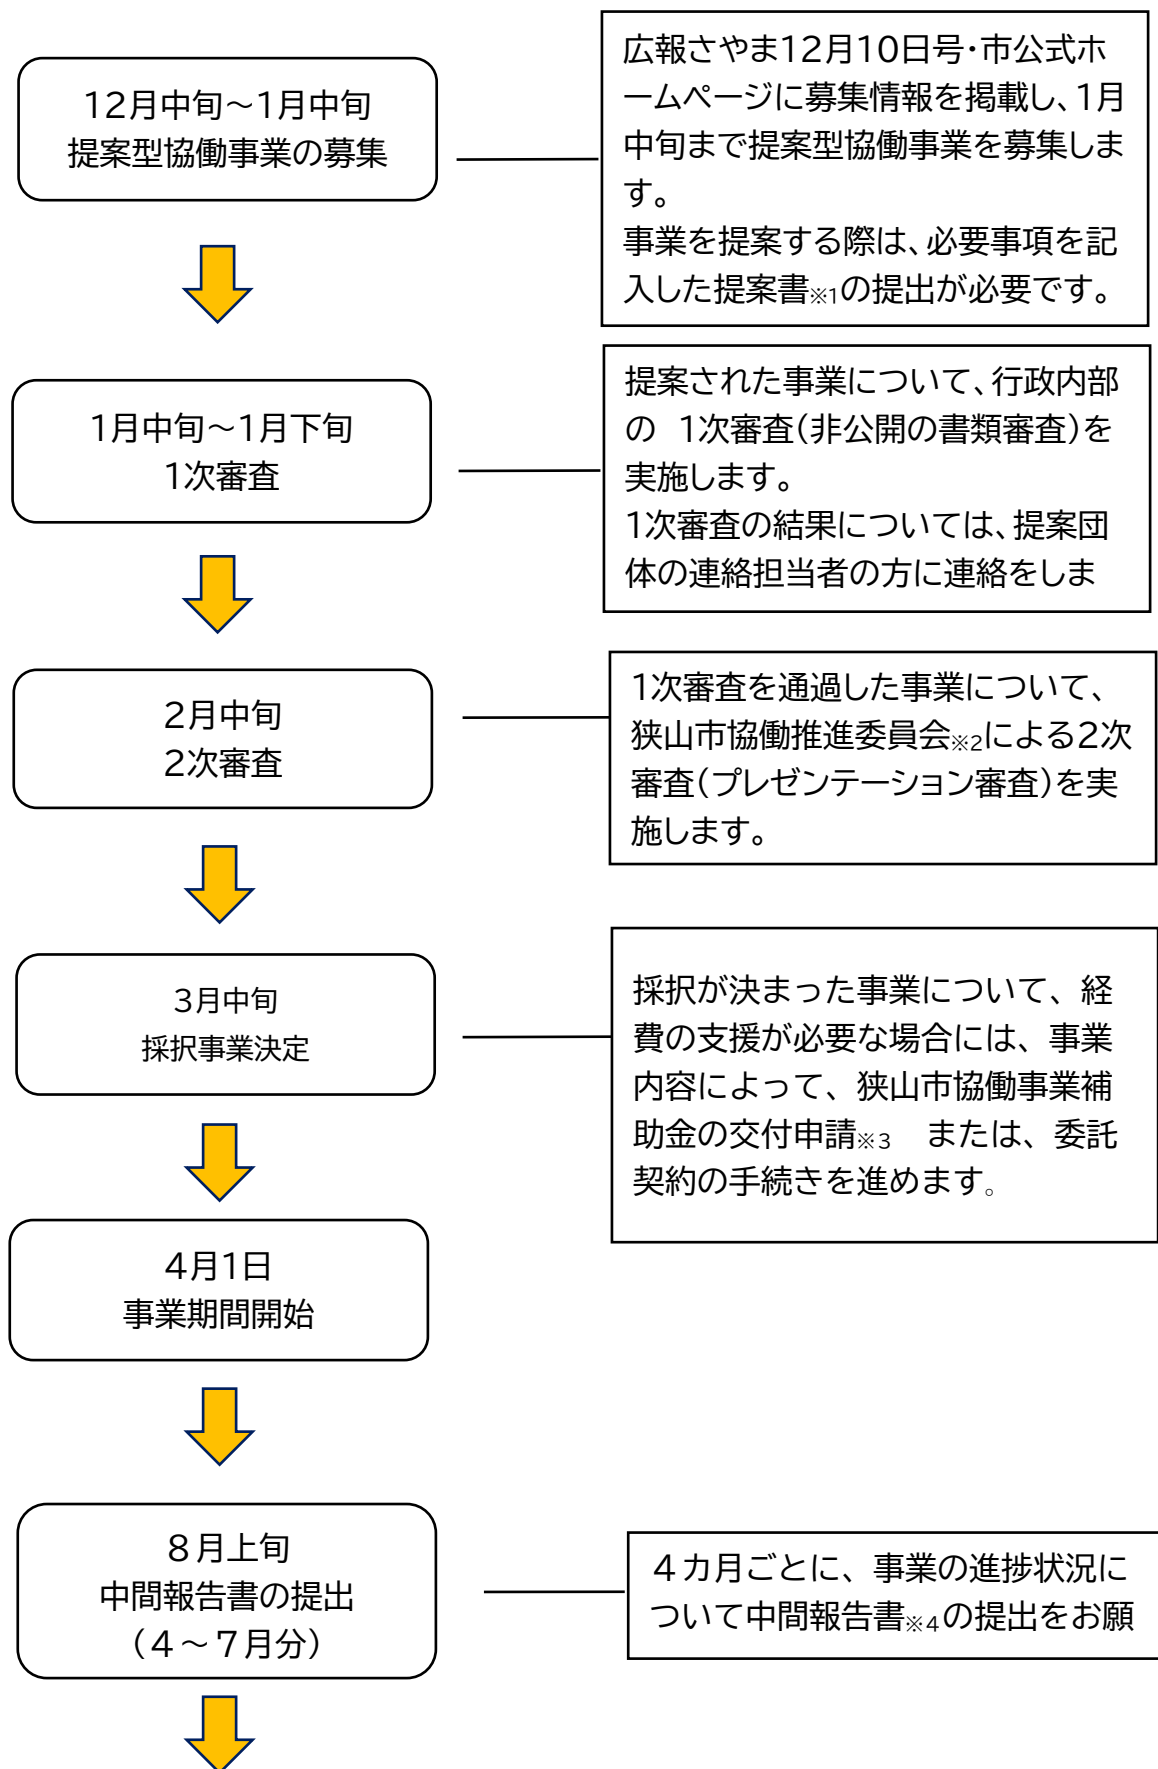 12月中旬～1月中旬
提案型協働事業の募集
広報さやま12月10日号・市公式ホ
ームページに募集情報を掲載し、1月
中旬まで提案型協働事業を募集しま
す。
事業を提案する際は、必要事項を記
入した提案書※1の提出が必要です。
1月中旬～1月下旬
1次審査
提案された事業について、行政内部
の　1次審査（非公開の書類審査）を
実施します。
1次審査の結果については、提案団
体の連絡担当者の方に連絡をしま
2月中旬
2次審査
1次審査を通過した事業について、
狭山市協働推進委員会※2による2次
審査（プレゼンテーション審査）を実
施します。
3月中旬
採択事業決定
採択が決まった事業について、経
費の支援が必要な場合には、事業
内容によって、狭山市協働事業補
助金の交付申請※3　または、委託
契約の手続きを進めます。
4月1日
事業期間開始
８月上旬
中間報告書の提出
（４～７月分）
４カ月ごとに、事業の進捗状況に
ついて中間報告書※4の提出をお願